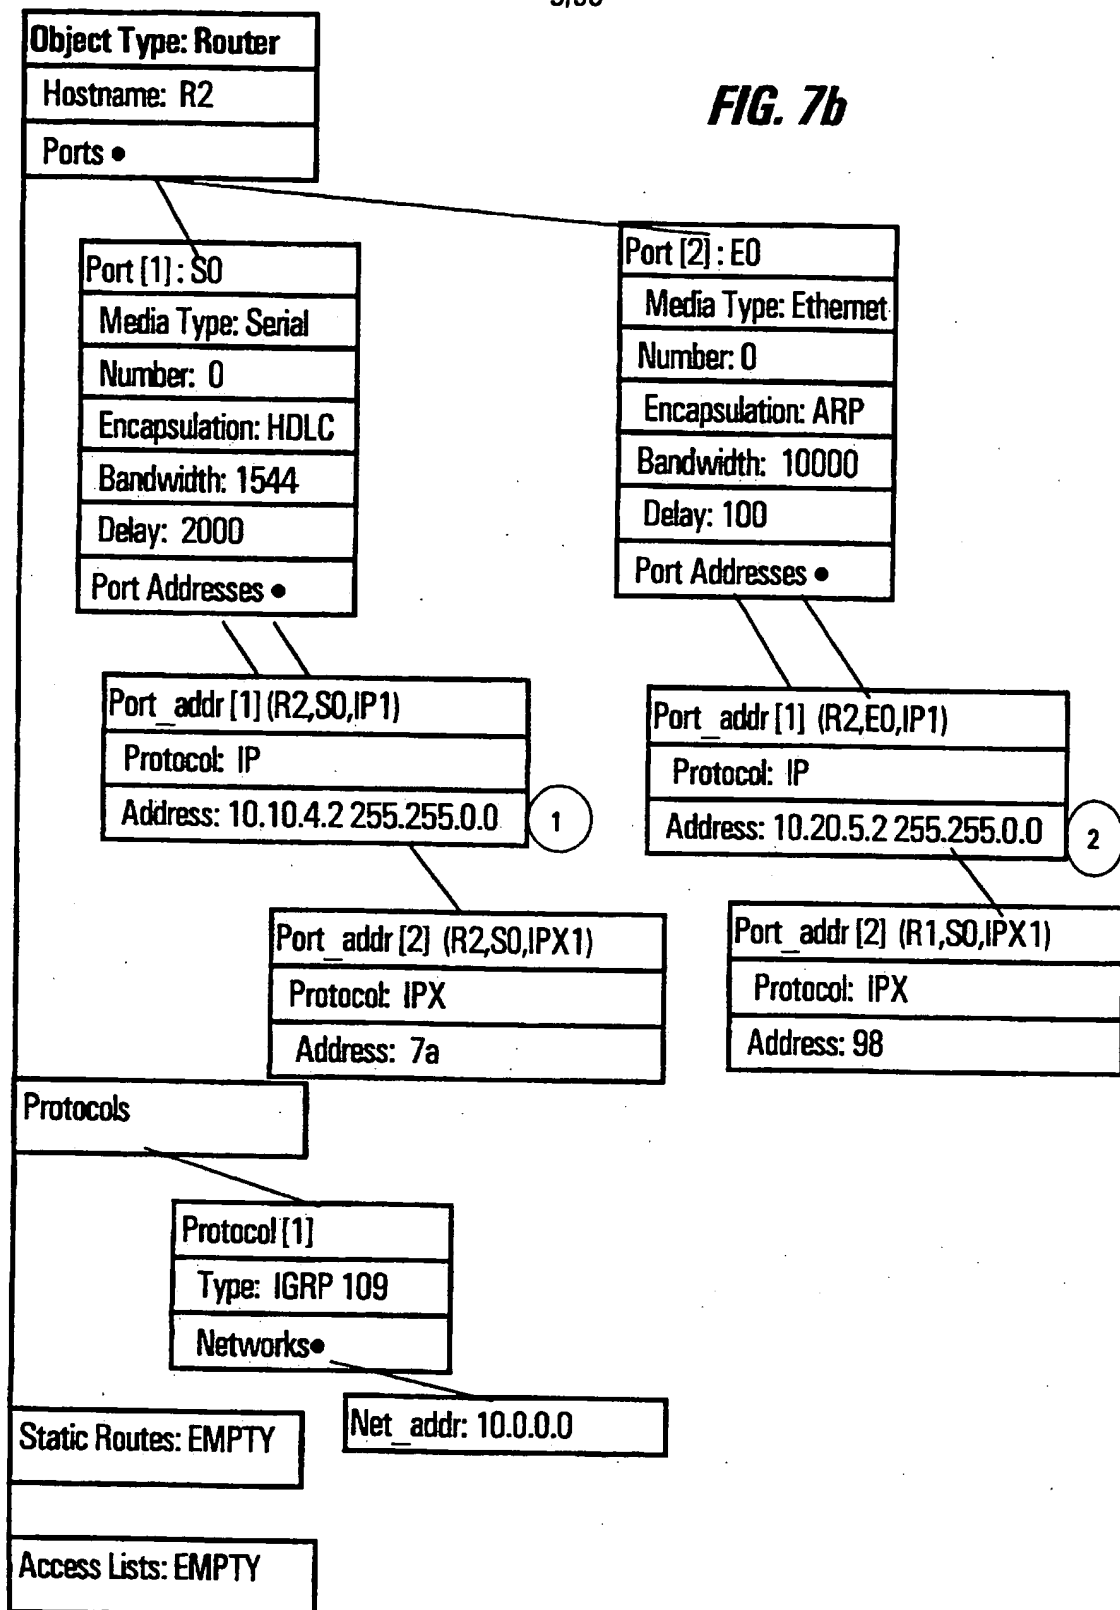 Object Type: Router
Hostname: R2
Ports •
FIG. 7b
Port [1] : S0
Media Type: Serial
Number: 0
Encapsulation: HDLC
Bandwidth: 1544
Delay: 2000
Port Addresses •
Port [2] : E0
Media Type: Ethernet
Number: 0
Encapsulation: ARP
Bandwidth: 10000
Delay: 100
Port Addresses •
Port_addr [1] (R2,S0,IP1)
Protocol: IP
Address: 10.10.4.2 255.255.0.0
1
Port_addr [1] (R2,E0,IP1)
Protocol: IP
Address: 10.20.5.2 255.255.0.0
2
Port_addr [2] (R2,S0,IPX1)
Protocol: IPX
Address: 7a
Port_addr [2] (R1,S0,IPX1)
Protocol: IPX
Address: 98
Protocols
Protocol [1]
Type: IGRP 109
Networks•
Net_addr: 10.0.0.0
Static Routes: EMPTY
Access Lists: EMPTY